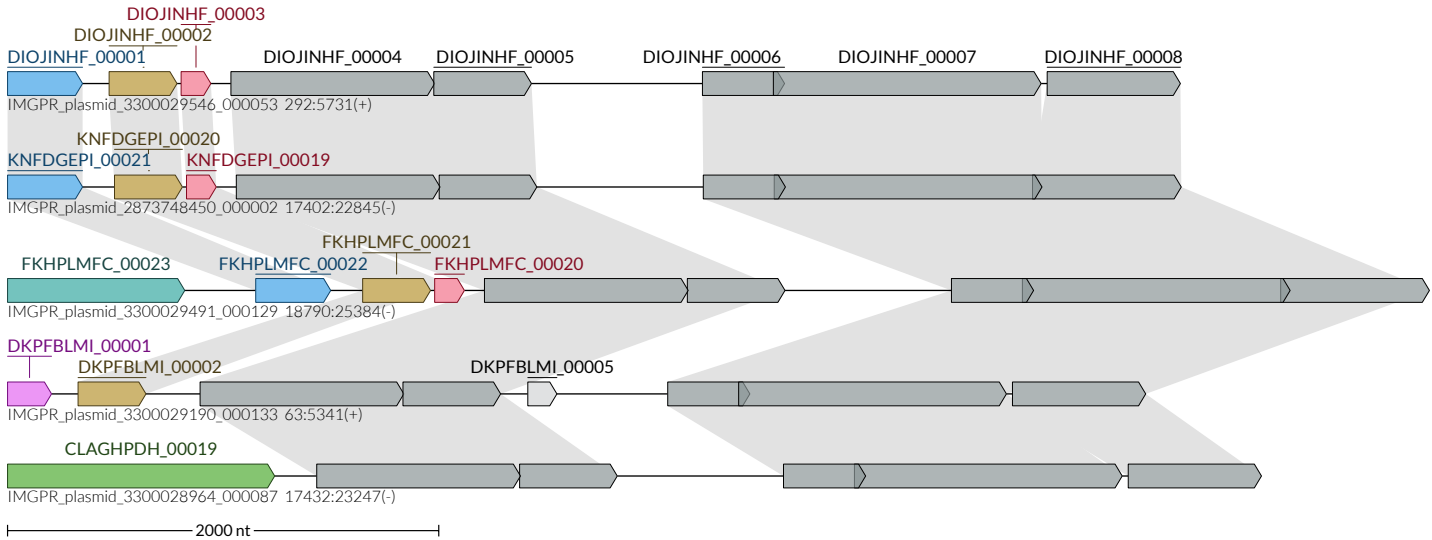 DIOJINHF_00003
DIOJINHF_00002
DIOJINHF_00001 DIOJINHF_00004 DIOJINHF_00005 DIOJINHF_00006 DIOJINHF_00007 DIOJINHF_00008
IMGPR_plasmid_3300029546_000053 292:5731(+)
KNFDGEPI_00020
KNFDGEPI_00021 KNFDGEPI_00019
IMGPR_plasmid_2873748450_000002 17402:22845(-)
FKHPLMFC_00021
FKHPLMFC_00023 FKHPLMFC_00022 FKHPLMFC_00020
IMGPR_plasmid_3300029491_000129 18790:25384(-)
DKPFBLMI_00001
DKPFBLMI_00002 DKPFBLMI_00005
IMGPR_plasmid_3300029190_000133 63:5341(+)
CLAGHPDH_00019
IMGPR_plasmid_3300028964_000087 17432:23247(-)
2000 nt